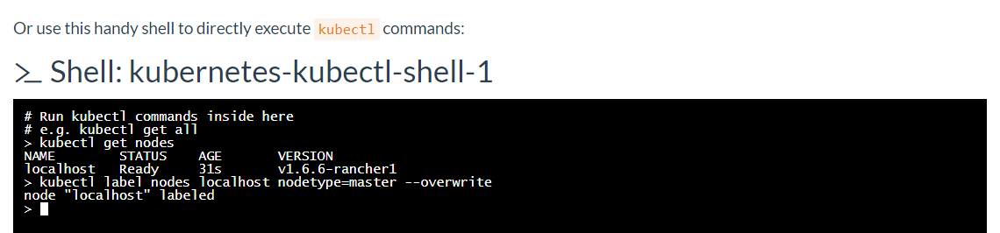 Or use this handy shell to directly execute kubectl commands:
>_ Shell: kubernetes-kubectl-shell-1
# Run kubectl commands inside here
# e.g. kubectl get all
> kubectl get nodes
NAME STATUS AGE VERSION
localhost Ready 31s v1.6.6-rancher1
> kubectl label nodes localhost nodetype=master --overwrite
node "localhost" labeled
>